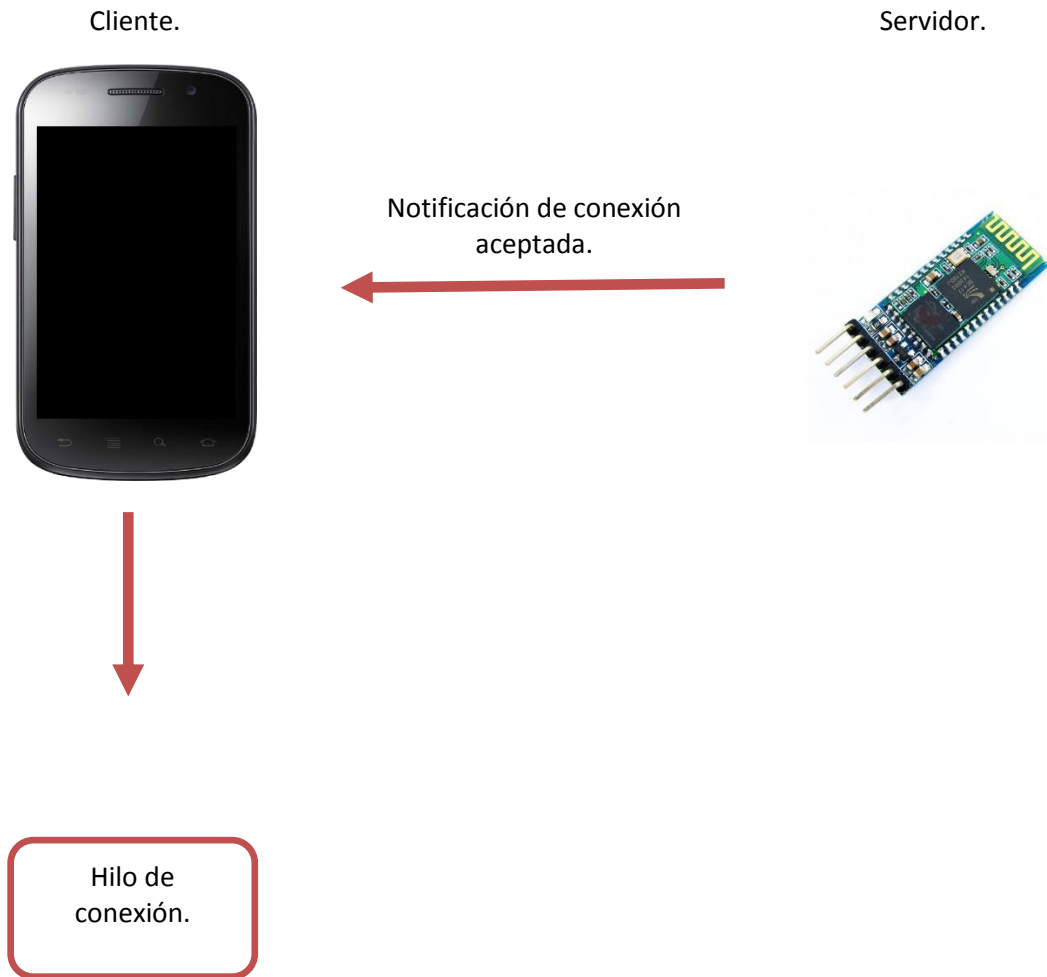 Cliente.
Servidor.
Notificación de conexión
aceptada.
Hilo de
conexión.